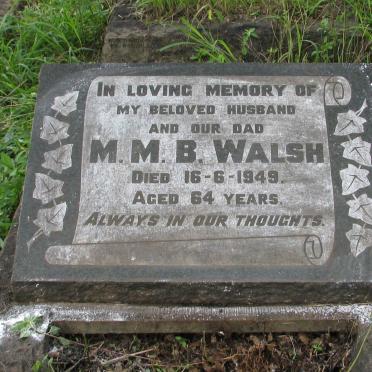 IN LOVING MEMORY OF
MY BELOVED HUSBAND
AND OUR DAD
M. M. B. WALSH
DIED 16-6-1949.
AGED 64 YEARS.
ALWAYS IN OUR THOUGHTS.